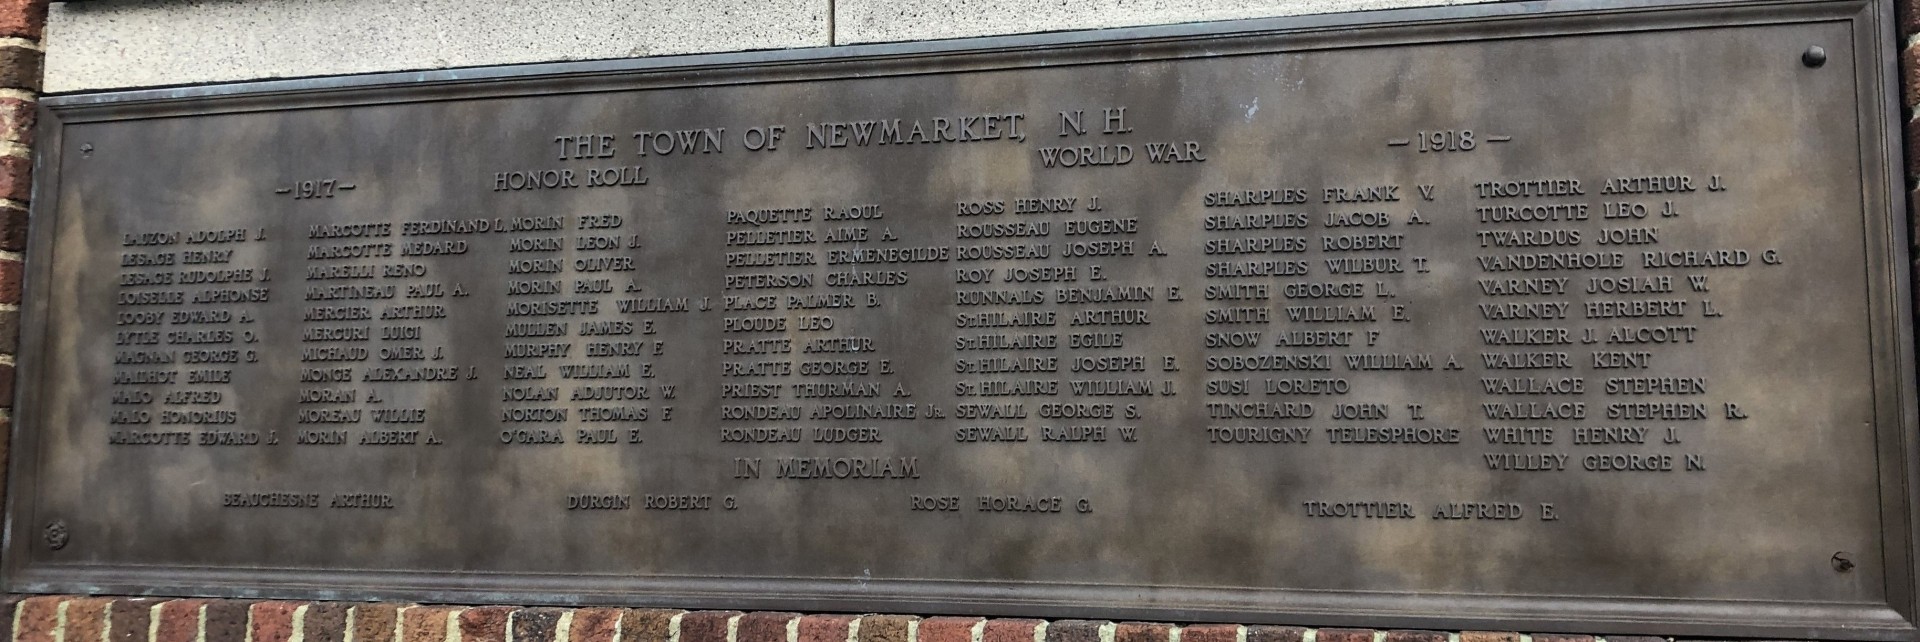 THE TOWN OF NEWMARKET, N. H.
—1917— HONOR ROLL WORLD WAR —1918—
LAUZON ADOLPH J.
LESAGE HENRY
LESAGE RUDOLPHE J.
LOISELLE ALPHONSE
LOOBY EDWARD A.
LYTLE CHARLES O.
MAGNAN GEORGE G.
MAILHOT EMILE
MALO ALFRED
MALO HONORIUS
MARCOTTE EDWARD J.
MARCOTTE FERDINAND L.
MARCOTTE MEDARD
MARELLI RENO
MARTINEAU PAUL A.
MERCIER ARTHUR
MERCURI LUIGI
MICHAUD OMER J.
MONGE ALEXANDRE J.
MORAN A.
MOREAU WILLIE
MORIN ALBERT A.
MORIN FRED
MORIN LEON J.
MORIN OLIVER
MORIN PAUL A.
MORISETTE WILLIAM J.
MULLEN JAMES E.
MURPHY HENRY F.
NEAL WILLIAM E.
NOLAN ADJUTOR W.
NORTON THOMAS F
O'GARA PAUL E.
PAQUETTE RAOUL
PELLETIER AIME A.
PELLETIER ERMENEGILDE
PETERSON CHARLES
PLACE PALMER B.
PLOUDE LEO
PRATTE ARTHUR
PRATTE GEORGE E.
PRIEST THURMAN A.
RONDEAU APOLINAIRE JR.
RONDEAU LUDGER
ROSS HENRY J.
ROUSSEAU EUGENE
ROUSSEAU JOSEPH A.
ROY JOSEPH E.
RUNNALS BENJAMIN E.
ST. HILAIRE ARTHUR
ST. HILAIRE EGILE
ST. HILAIRE JOSEPH E.
ST. HILAIRE WILLIAM J.
SEWALL GEORGE S.
SEWALL RALPH W.
SHARPLES FRANK V.
SHARPLES JACOB A.
SHARPLES ROBERT
SHARPLES WILBUR T.
SMITH GEORGE L.
SMITH WILLIAM E.
SNOW ALBERT F
SOBOZENSKI WILLIAM A.
SUSI LORETO
TINCHARD JOHN T.
TOURIGNY TELESPHORE
TROTTIER ARTHUR J.
TURCOTTE LEO J.
TWARDUS JOHN
VANDENHOLE RICHARD G.
VARNEY JOSIAH W.
VARNEY HERBERT L.
WALKER J. ALCOTT
WALKER KENT
WALLACE STEPHEN
WALLACE STEPHEN R.
WHITE HENRY J.
WILLEY GEORGE N.
IN MEMORIAM
BEAUCHESNE ARTHUR DURGIN ROBERT G. ROSE HORACE G. TROTTIER ALFRED E.